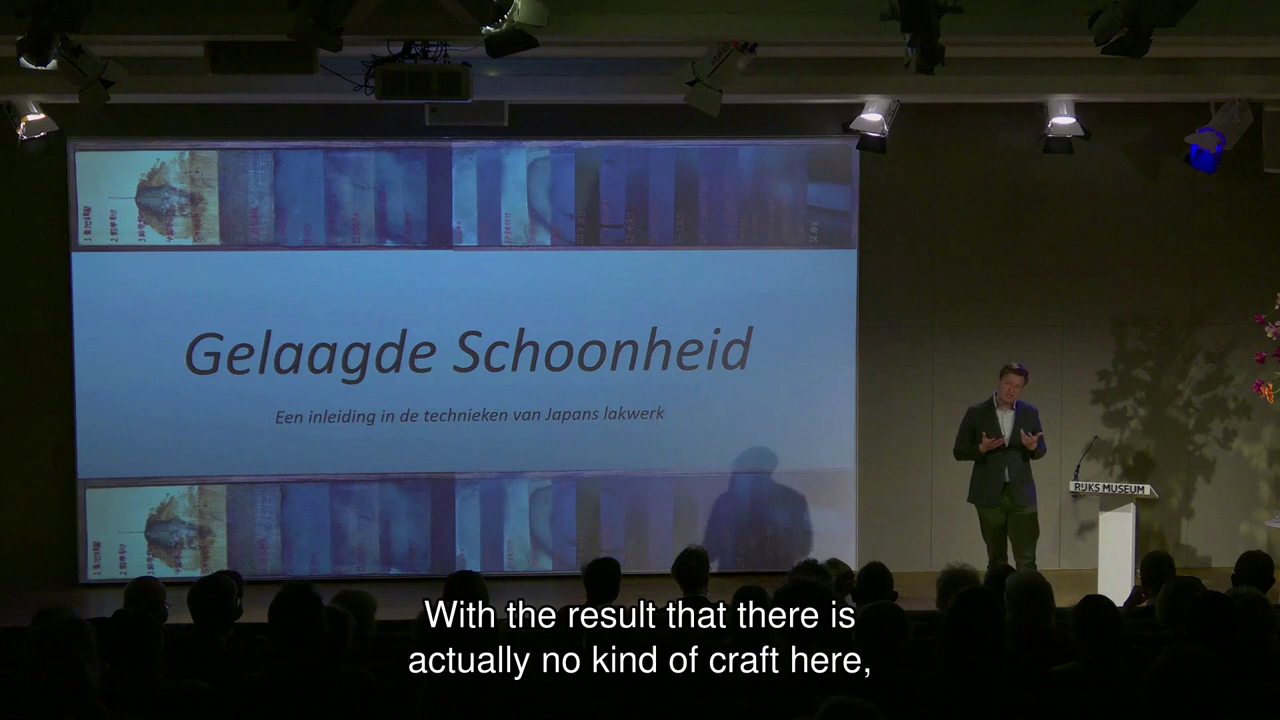 Gelaagde Schoonheid
Een inleiding in de technieken van Japans lakwerk
RIJKS MUSEUM
With the result that there is
actually no kind of craft here,